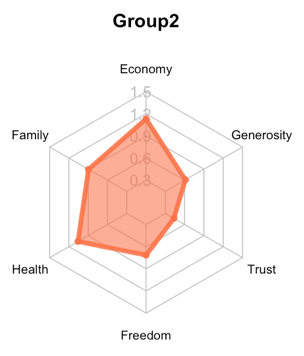 Group2
Economy
1.5
1.2
Family
0.9
Generosity
0.6
0.3
Health
Trust
Freedom